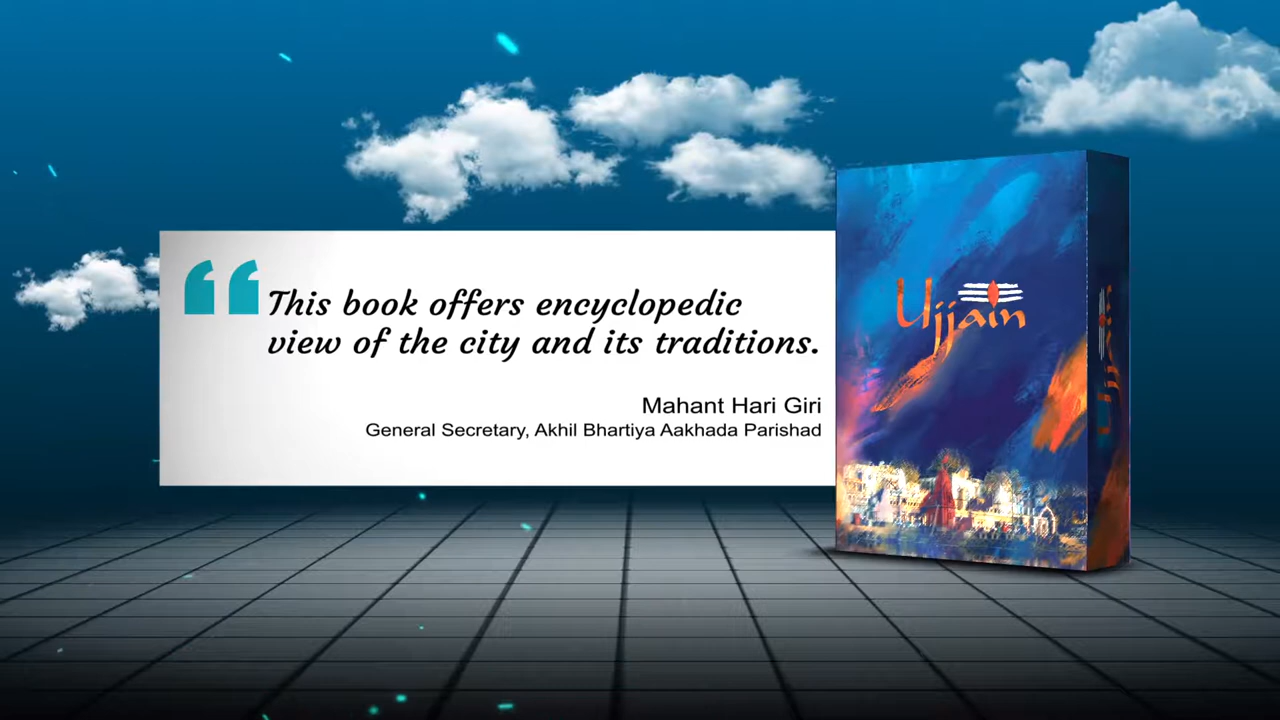 This book offers encyclopedic
view of the city and its traditions.
Mahant Hari Giri
General Secretary, Akhil Bhartiya Aakhada Parishad
Ujjain
Ujjain